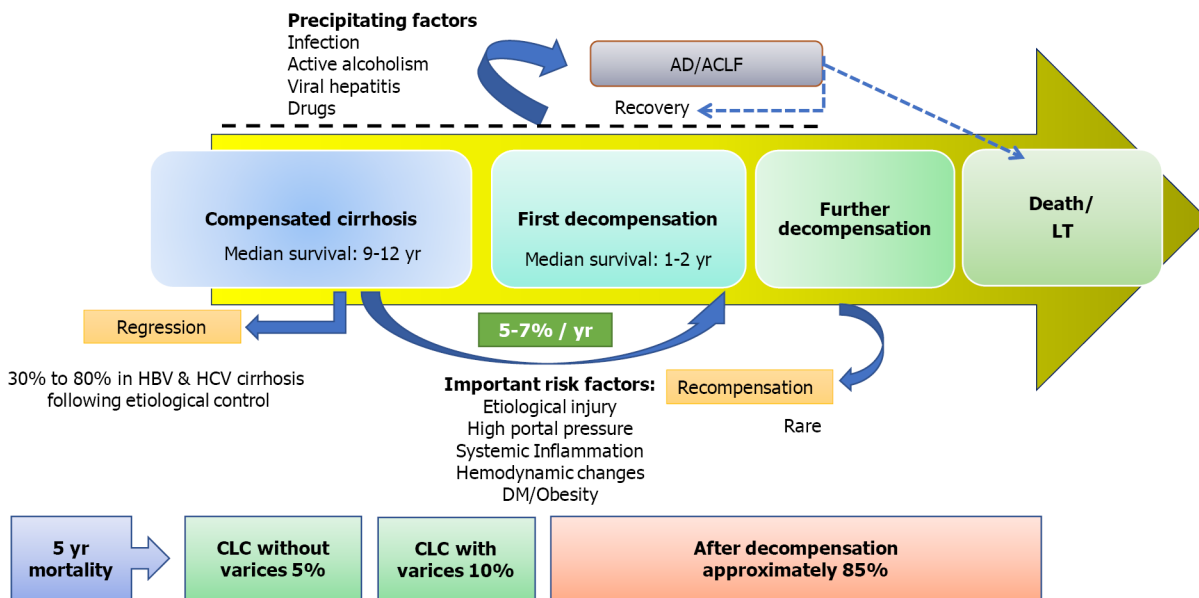 Precipitating factors
Infection
Active alcoholism
Viral hepatitis
Drugs
AD/ACLF
Recovery
Compensated cirrhosis
Median survival: 9-12 yr
First decompensation
Median survival: 1-2 yr
Further
decompensation
Death/
LT
Regression
30% to 80% in HBV & HCV cirrhosis
following etiological control
5-7% / yr
Important risk factors:
Etiological injury
High portal pressure
Systemic Inflammation
Hemodynamic changes
DM/Obesity
Recompensation
Rare
5 yr
mortality
CLC without
varices 5%
CLC with
varices 10%
After decompensation
approximately 85%